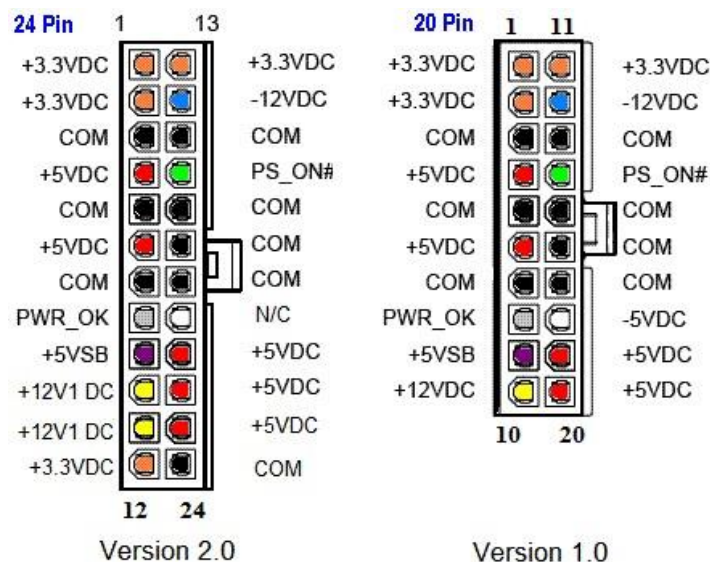 24 Pin 1 13
+3.3VDC +3.3VDC
+3.3VDC -12VDC
COM COM
+5VDC PS_ON#
COM COM
+5VDC COM
COM COM
PWR_OK N/C
+5VSB +5VDC
+12V1 DC +5VDC
+12V1 DC +5VDC
+3.3VDC COM
12 24
Version 2.0
20 Pin 1 11
+3.3VDC +3.3VDC
+3.3VDC -12VDC
COM COM
+5VDC PS_ON#
COM COM
+5VDC COM
COM COM
PWR_OK -5VDC
+5VSB +5VDC
+12VDC +5VDC
10 20
Version 1.0